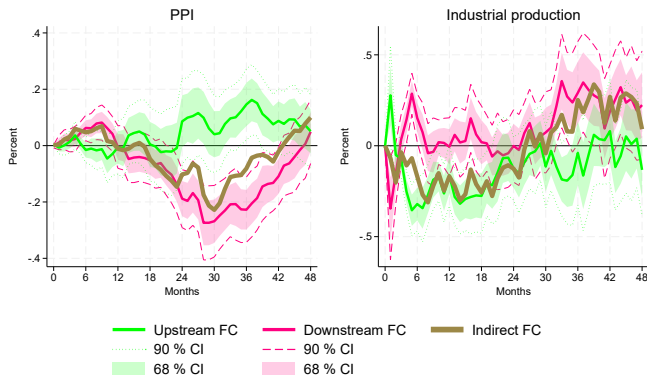 PPI
Industrial production
Percent
.4
.2
0
-.2
-.4
0 6 12 18 24 30 36 42 48
Months
Percent
.5
0
-.5
0 6 12 18 24 30 36 42 48
Months
Upstream FC Downstream FC Indirect FC
90 % CI 90 % CI
68 % CI 68 % CI